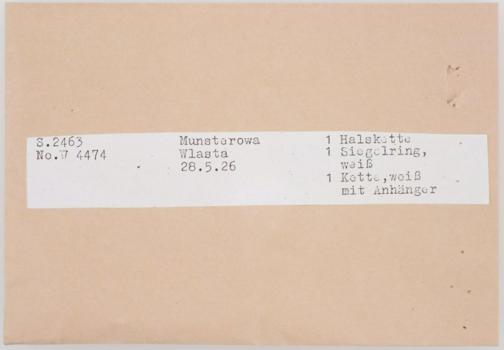 S.2463 Munsterowa 1 Halskette
No.W 4474 Wlasta 1 Siegelring,
weiß
28.5.26
1 Kette,weiß
mit Anhänger